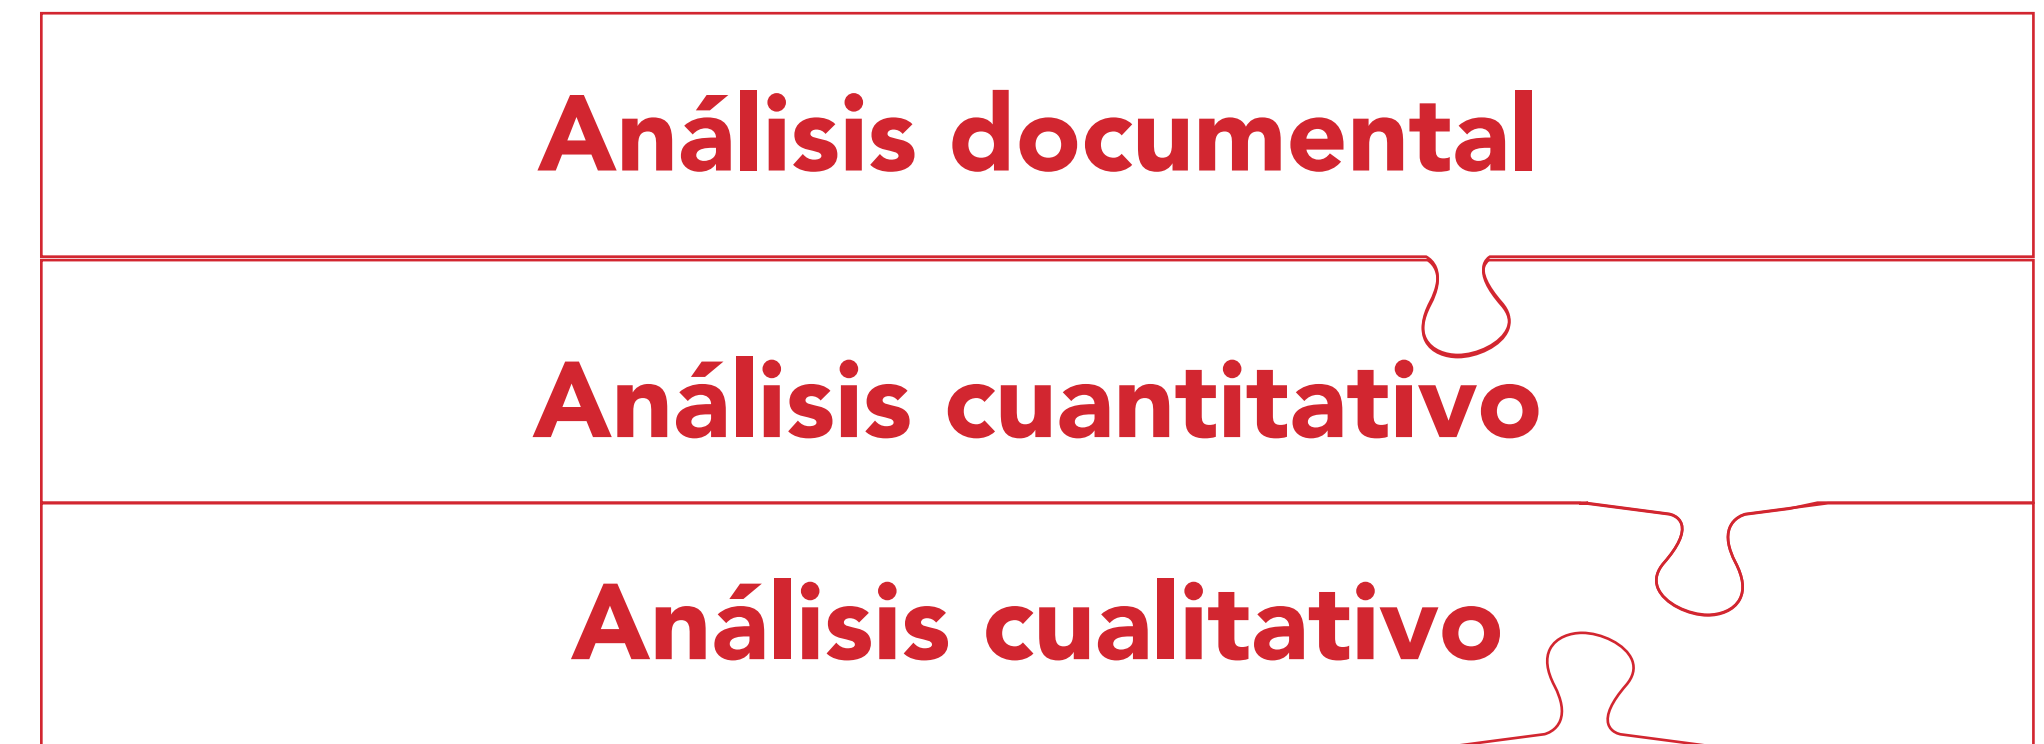 Análisis documental
Análisis cuantitativo
Análisis cualitativo